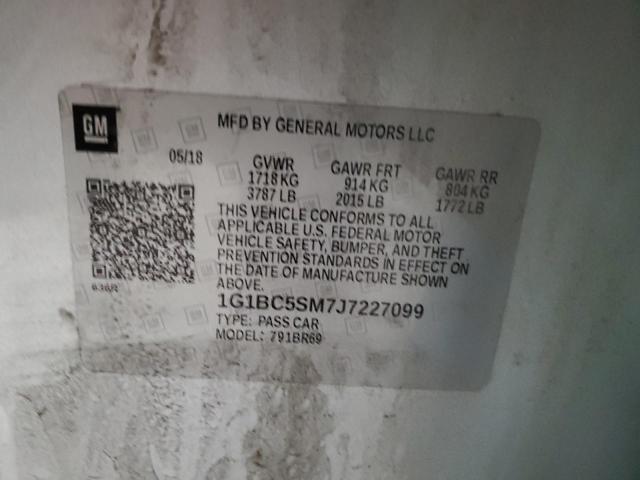 GM
MFD BY GENERAL MOTORS LLC
05/18
GVWR GAWR FRT GAWR RR
1718 KG 914 KG 804 KG
3787 LB 2015 LB 1772 LB
THIS VEHICLE CONFORMS TO ALL
APPLICABLE U.S. FEDERAL MOTOR
VEHICLE SAFETY, BUMPER, AND THEFT
PREVENTION STANDARDS IN EFFECT ON
THE DATE OF MANUFACTURE SHOWN
ABOVE.
1G1BC5SM7J7227099
TYPE: PASS CAR
MODEL: 791BR69